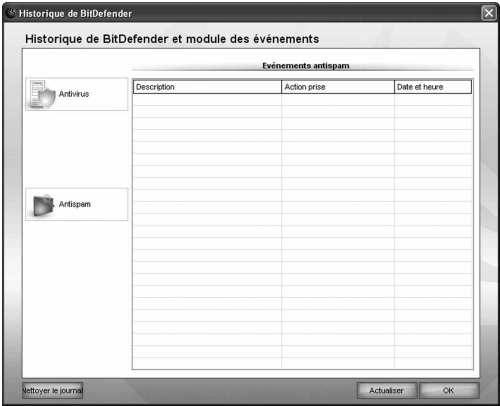 Historique de BitDefender
Historique de BitDefender et module des événements
Evénements antispam
Description Action prise Date et heure
Antivirus
Antispam
Nettoyer le journal Actualiser OK